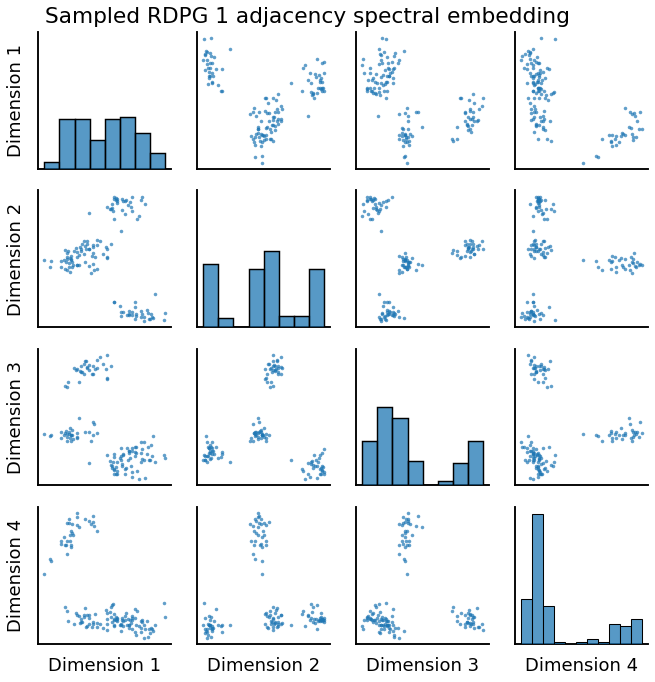 Sampled RDPG 1 adjacency spectral embedding
Dimension 1
Dimension 2
Dimension 3
Dimension 4
Dimension 1 Dimension 2 Dimension 3 Dimension 4